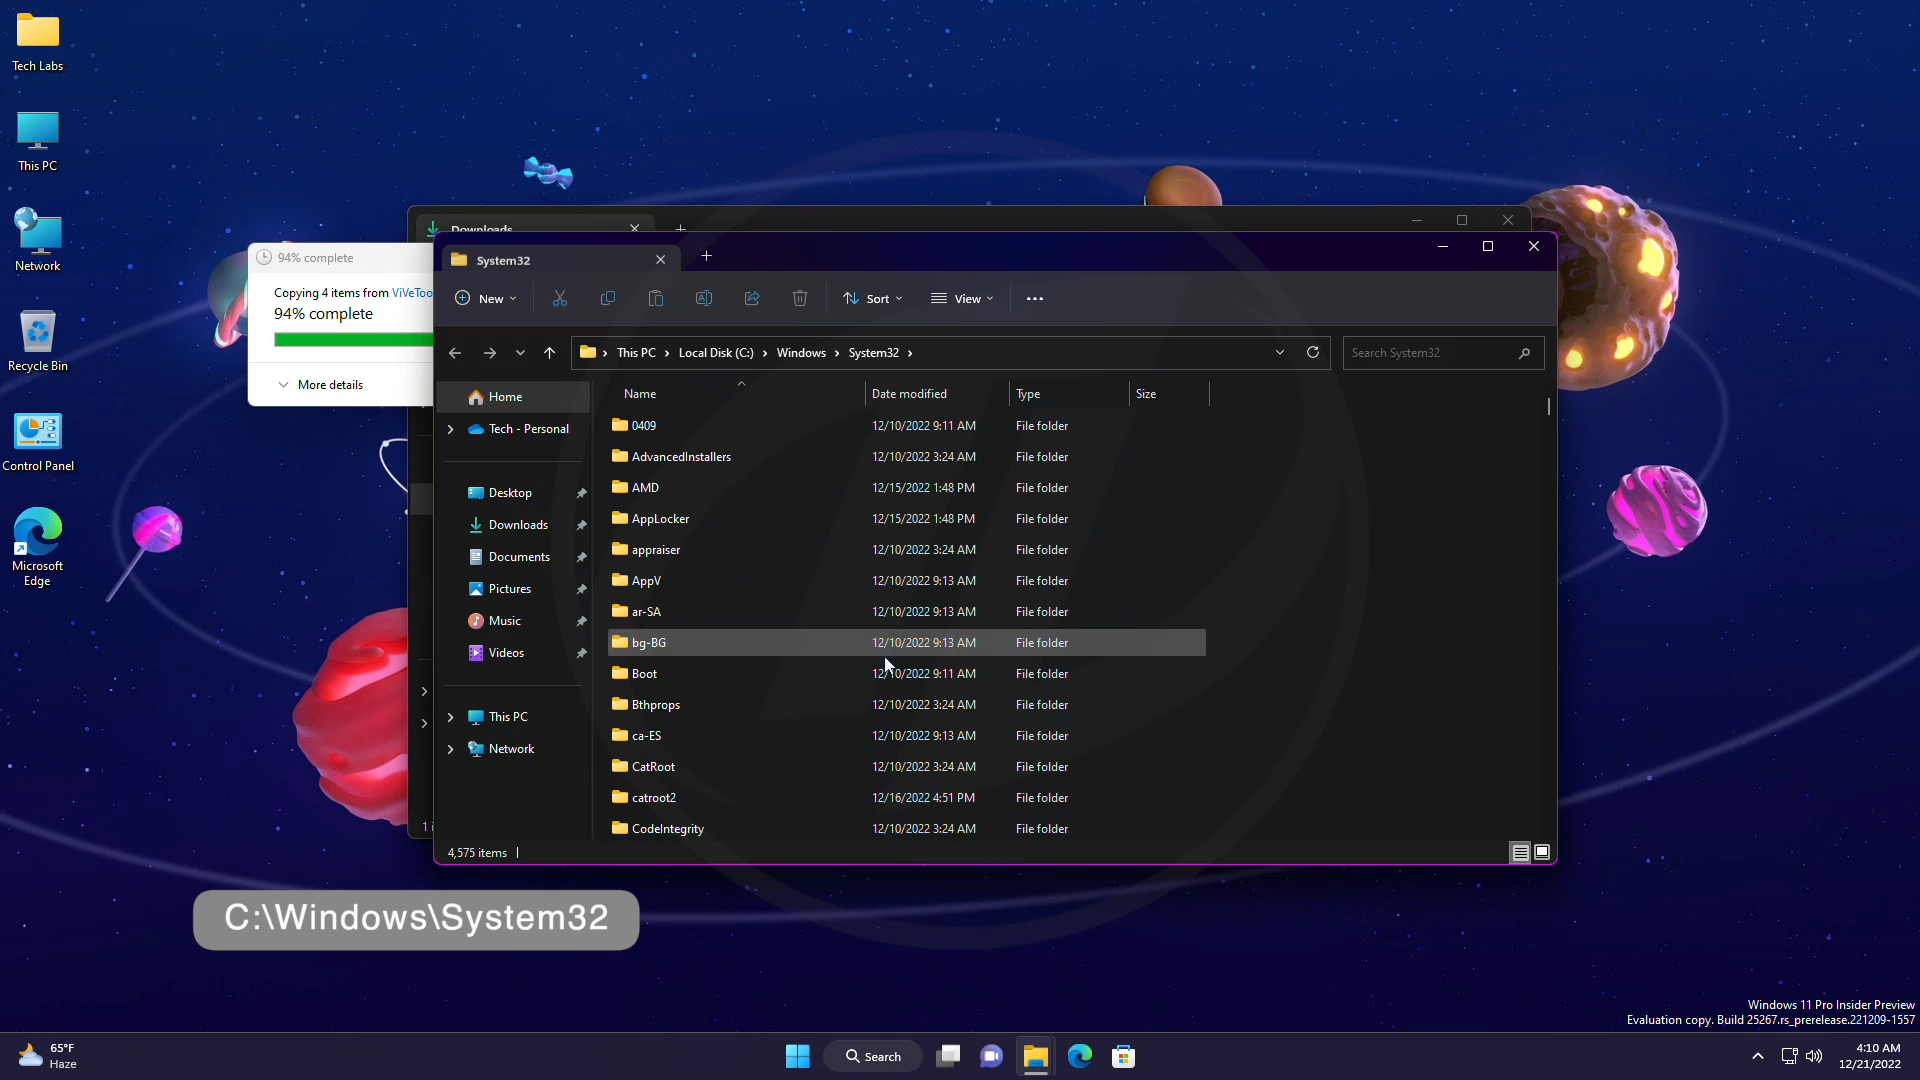 Tech Labs
This PC
Network
Recycle Bin
Control Panel
Microsoft
Edge
Downloads
94% complete
Copying 4 items from ViVeToo
94% complete
More details
System32
New
Sort
View
This PC
Local Disk (C:)
Windows
System32
Search System32
Home
Tech - Personal
Desktop
Downloads
Documents
Pictures
Music
Videos
This PC
Network
Name Date modified Type Size
0409 12/10/2022 9:11 AM File folder
AdvancedInstallers 12/10/2022 3:24 AM File folder
AMD 12/15/2022 1:48 PM File folder
AppLocker 12/15/2022 1:48 PM File folder
appraiser 12/10/2022 3:24 AM File folder
AppV 12/10/2022 9:13 AM File folder
ar-SA 12/10/2022 9:13 AM File folder
bg-BG 12/10/2022 9:13 AM File folder
Boot 12/10/2022 9:11 AM File folder
Bthprops 12/10/2022 3:24 AM File folder
ca-ES 12/10/2022 9:13 AM File folder
CatRoot 12/10/2022 3:24 AM File folder
catroot2 12/16/2022 4:51 PM File folder
CodeIntegrity 12/10/2022 3:24 AM File folder
4,575 items
C:\Windows\System32
Windows 11 Pro Insider Preview
Evaluation copy. Build 25267.rs_prerelease.221209-1557
65°F
Haze
Search
4:10 AM
12/21/2022